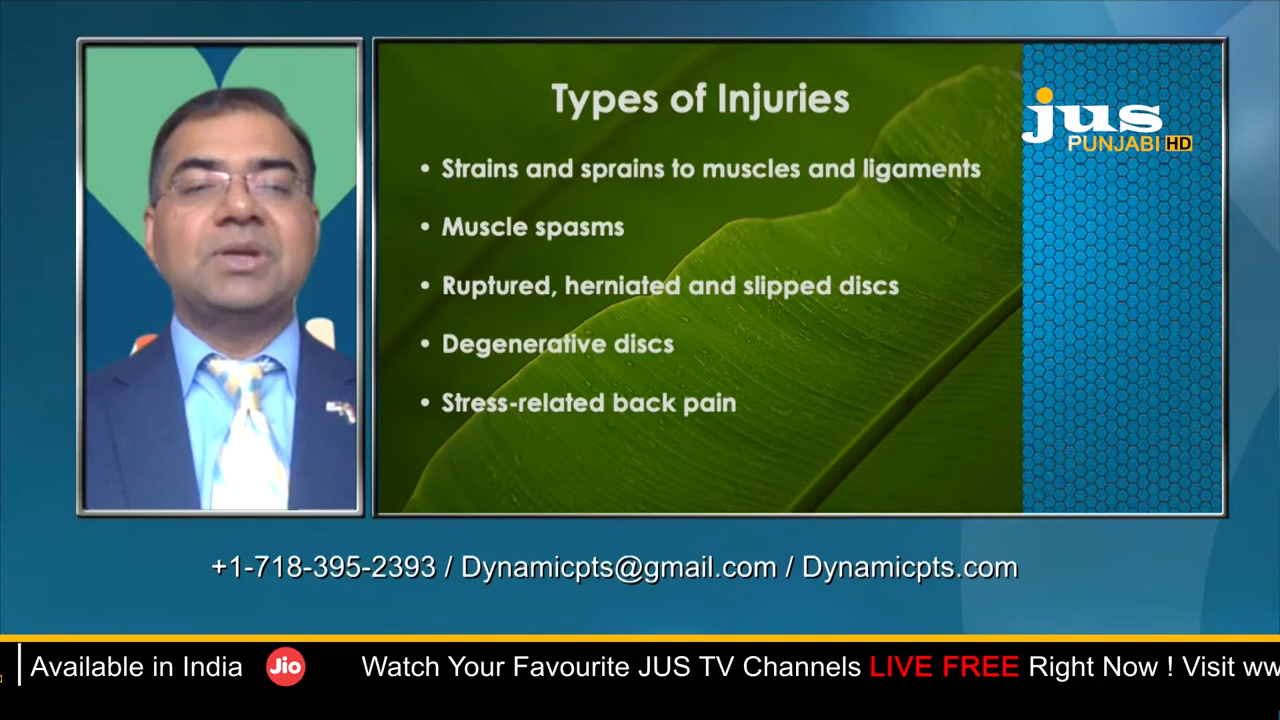 Types of Injuries
jus
PUNJABI HD
• Strains and sprains to muscles and ligaments
• Muscle spasms
• Ruptured, herniated and slipped discs
• Degenerative discs
• Stress-related back pain
+1-718-395-2393 / Dynamicpts@gmail.com / Dynamicpts.com
Available in India Jio Watch Your Favourite JUS TV Channels LIVE FREE Right Now ! Visit ww